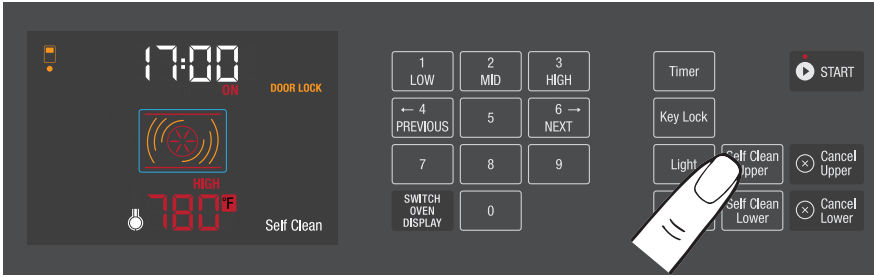 17:00
ON
DOOR LOCK
HIGH
780°F
Self Clean
1
LOW
2
MID
3
HIGH
← 4
PREVIOUS
5
6 →
NEXT
7
8
9
SWITCH
OVEN
DISPLAY
0
Timer
Key Lock
Light
Self Clean
Upper
Self Clean
Lower
START
Cancel
Upper
Cancel
Lower